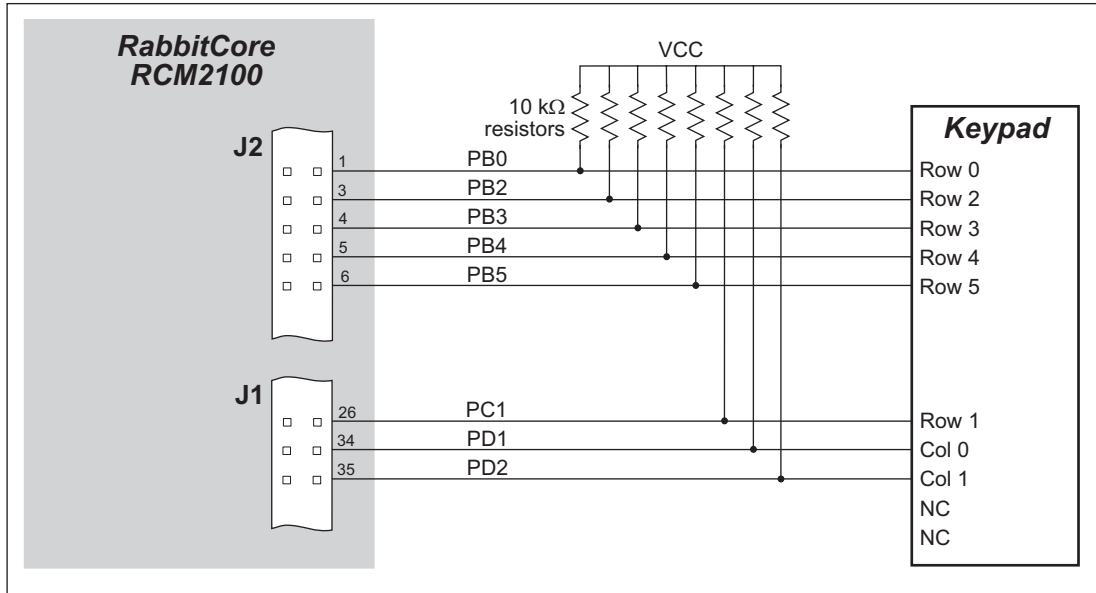 RabbitCore
RCM2100
VCC
10 kΩ
resistors
Keypad
J2
1
PB0
Row 0
3
PB2
Row 2
4
PB3
Row 3
5
PB4
Row 4
6
PB5
Row 5
J1
26
PC1
Row 1
34
PD1
Col 0
35
PD2
Col 1
NC
NC